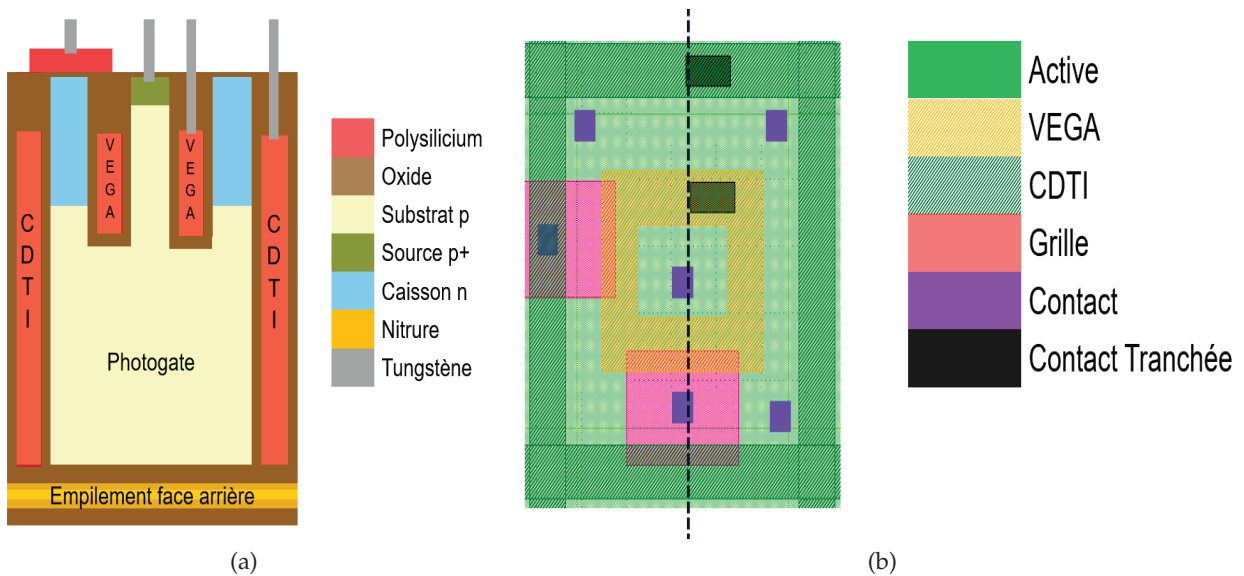 CDTI
VEGA
VEGA
CDTI
Photogate
Empilement face arrière
Polysilicium
Oxide
Substrat p
Source p+
Caisson n
Nitrure
Tungstène
(a)
Active
VEGA
CDTI
Grille
Contact
Contact Tranchée
(b)